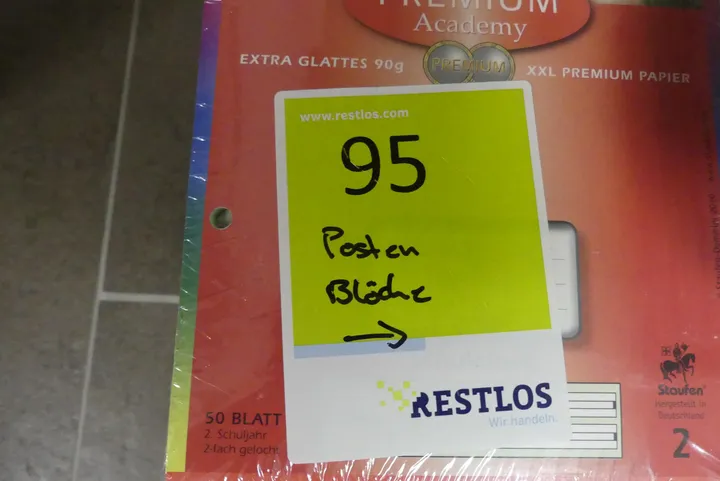 PREMIUM
Academy
EXTRA GLATTES 90g
PREMIUM
XXL PREMIUM PAPIER
www.restlos.com
95
Posten
Blöcke
→
RESTLOS
Wir handeln.
50 BLATT
2. Schuljahr
2-fach gelocht
Staufen®
Hergestellt in
Deutschland
2